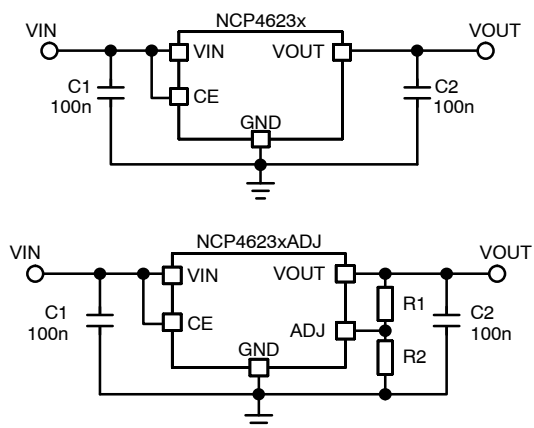 NCP4623x
VIN
VOUT
VIN
VOUT
C1
100n
CE
C2
100n
GND
NCP4623xADJ
VIN
VOUT
VIN
VOUT
C1
100n
CE
ADJ
R1
C2
100n
GND
R2